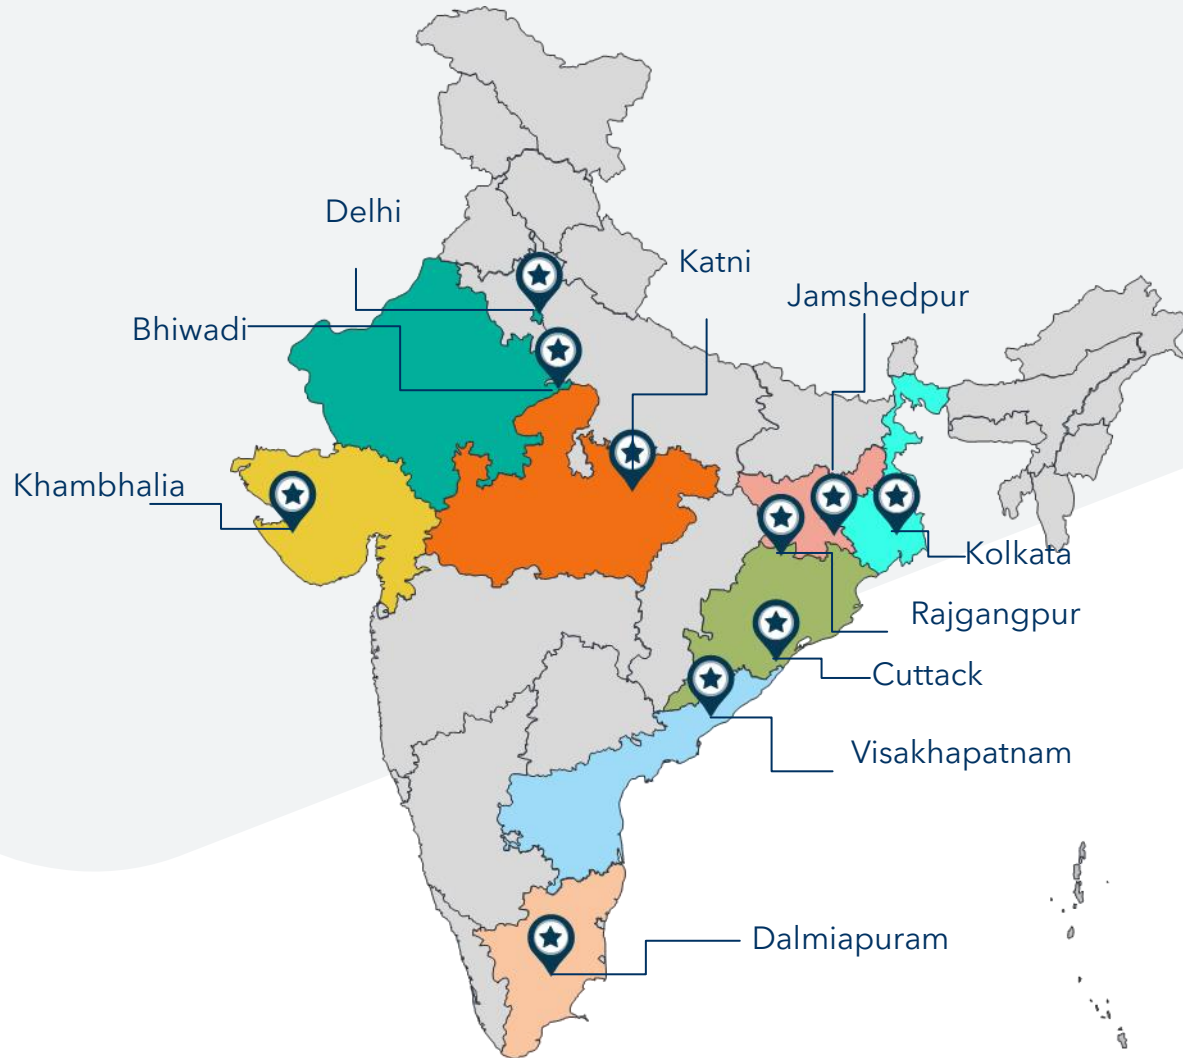 Delhi
Katni
Jamshedpur
Bhiwadi
Khambhalia
Kolkata
Rajgangpur
Cuttack
Visakhapatnam
Dalmiapuram